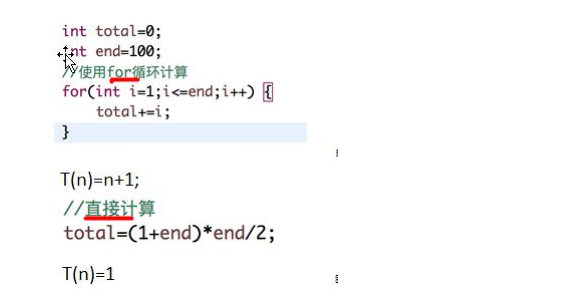 int total=0;
int end=100;
//使用for循环计算
for(int i=1;i<=end;i++) {
total+=i;
}
T(n)=n+1;
//直接计算
total=(1+end)*end/2;
T(n)=1